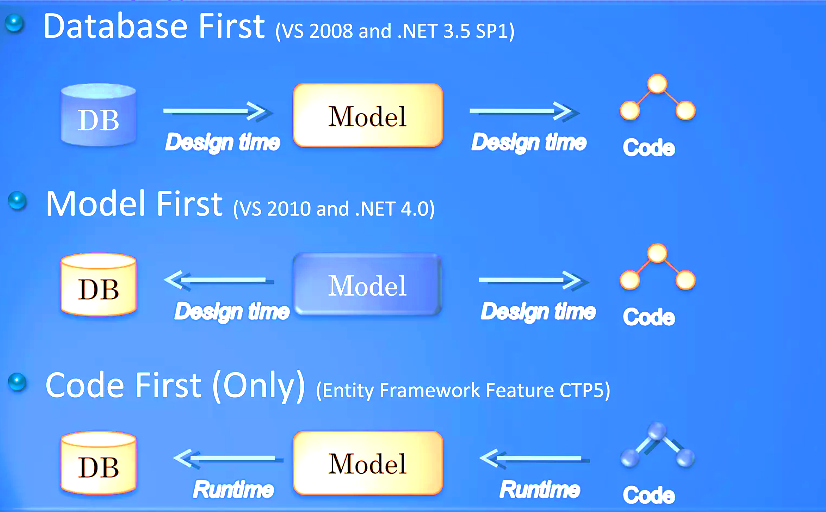 Database First (VS 2008 and .NET 3.5 SP1)
DB
Design time
Model
Design time
Code
Model First (VS 2010 and .NET 4.0)
DB
Design time
Model
Design time
Code
Code First (Only) (Entity Framework Feature CTP5)
DB
Runtime
Model
Runtime
Code